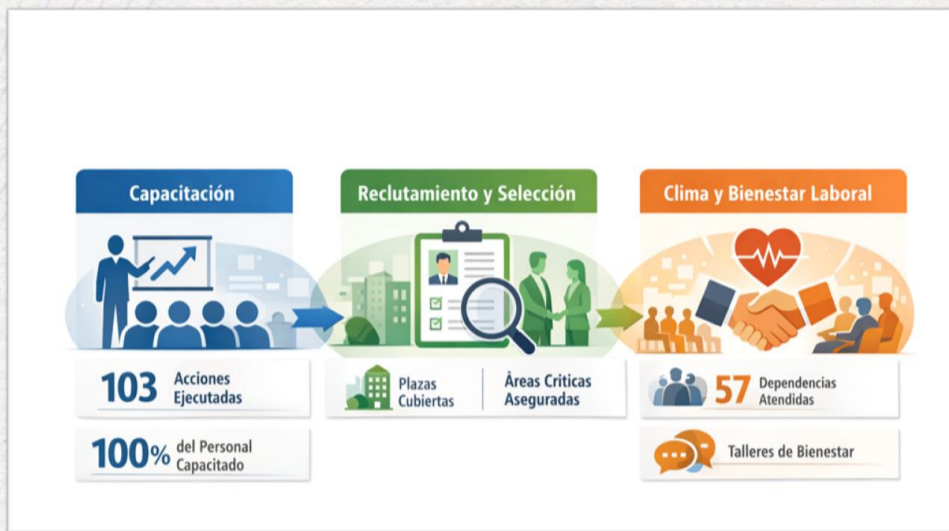 Capacitación
Reclutamiento y Selección
Clima y Bienestar Laboral
103 Acciones
Ejecutadas
100% del Personal
Capacitado
Plazas
Cubiertas
Áreas Criticas
Aseguradas
57 Dependencias
Atendidas
Talleres de Bienestar